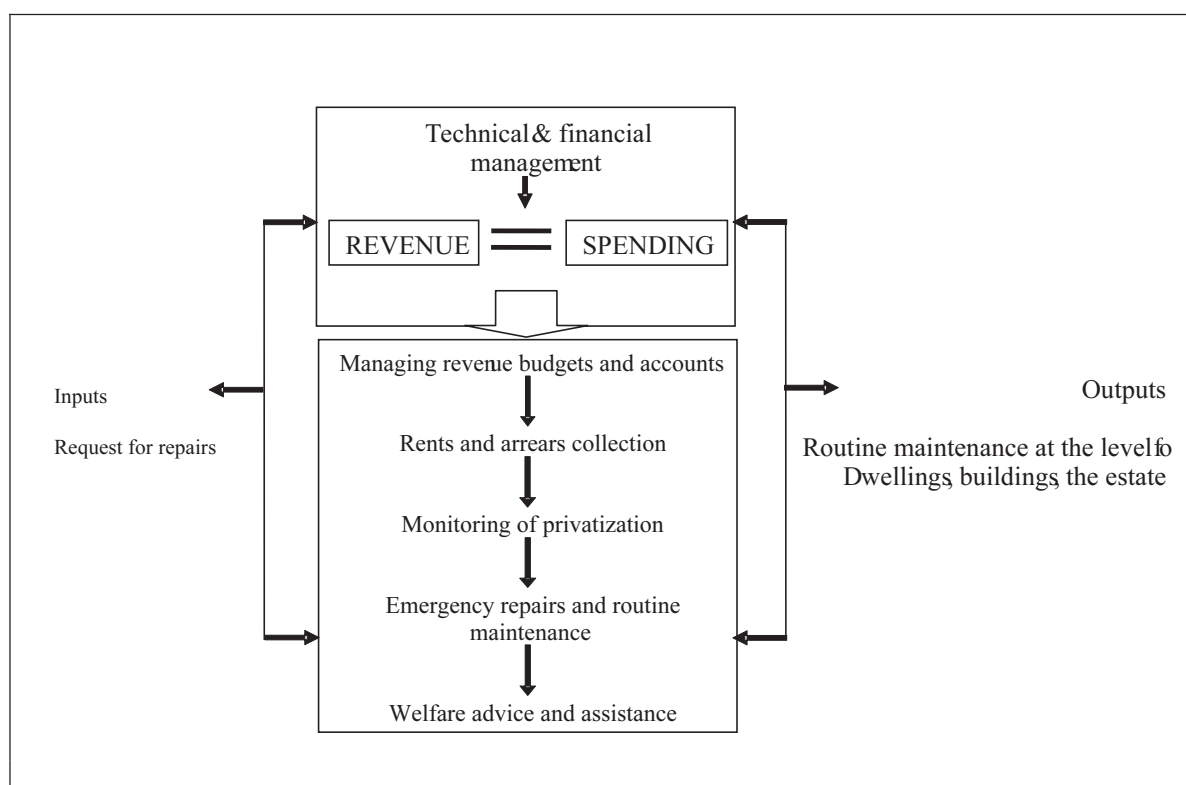 Technical & financial
management
REVENUE
SPENDING
Managing revenue budgets and accounts
Inputs
Request for repairs
Rents and arrears collection
Monitoring of privatization
Emergency repairs and routine
maintenance
Welfare advice and assistance
Outputs
Routine maintenance at the level fo
Dwellings, buildings, the estate